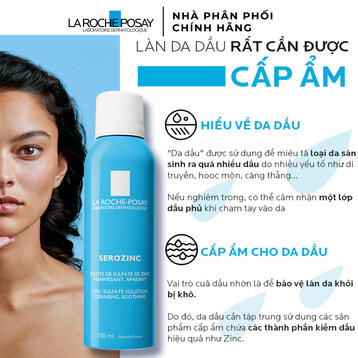 LA ROCHE-POSAY
LABORATOIRE DERMATOLOGIQUE
NHÀ PHÂN PHỐI
CHÍNH HÃNG
LÀN DA DẦU RẤT CẦN ĐƯỢC
CẤP ẨM
HIỂU VỀ DA DẦU
"Da dầu" được sử dụng để miêu tả loại da sản
sinh ra quá nhiều dầu do nhiều yếu tố như di
truyền, hooc môn, căng thẳng...
Nếu nghiêm trọng, có thể cảm nhận một lớp
dầu phủ khi chạm tay vào da
CẤP ẨM CHO DA DẦU
Vai trò cuả dầu nhờn là để bảo vệ làn da khỏi
bị khô.
Do đó, da dầu cần tập trung sử dụng các sản
phẩm cấp ẩm chứa các thành phần kiềm dầu
hiệu quả như Zinc.
LA ROCHE-POSAY
LABORATOIRE DERMATOLOGIQUE
SEROZINC
SOLUTÉ DE SULFATE DE ZINC
ASSAINISSANT, APAISANT
ZINC SULFATE SOLUTION
CLEANSING, SOOTHING
150 ml Made in France